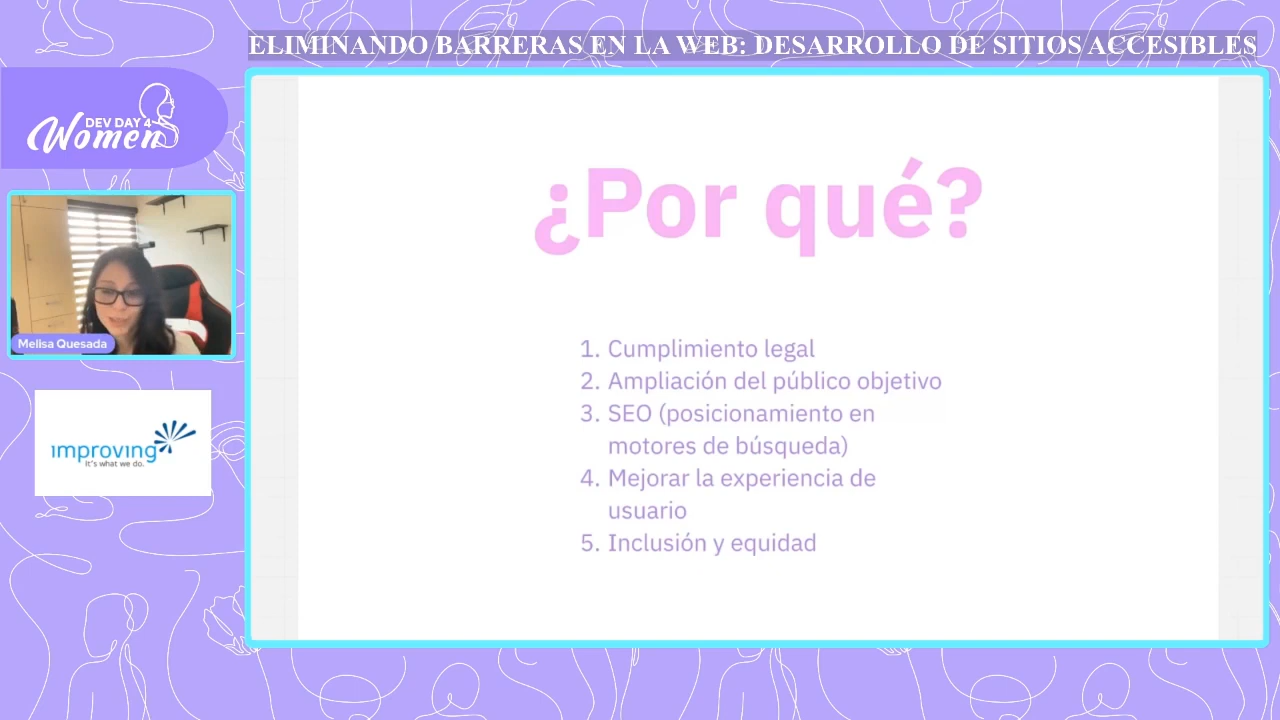 ELIMINANDO BARRERAS EN LA WEB: DESARROLLO DE SITIOS ACCESIBLES
DEV DAY 4
Women
Melisa Quesada
improving
It's what we do.
¿Por qué?
1. Cumplimiento legal
2. Ampliación del público objetivo
3. SEO (posicionamiento en
motores de búsqueda)
4. Mejorar la experiencia de
usuario
5. Inclusión y equidad